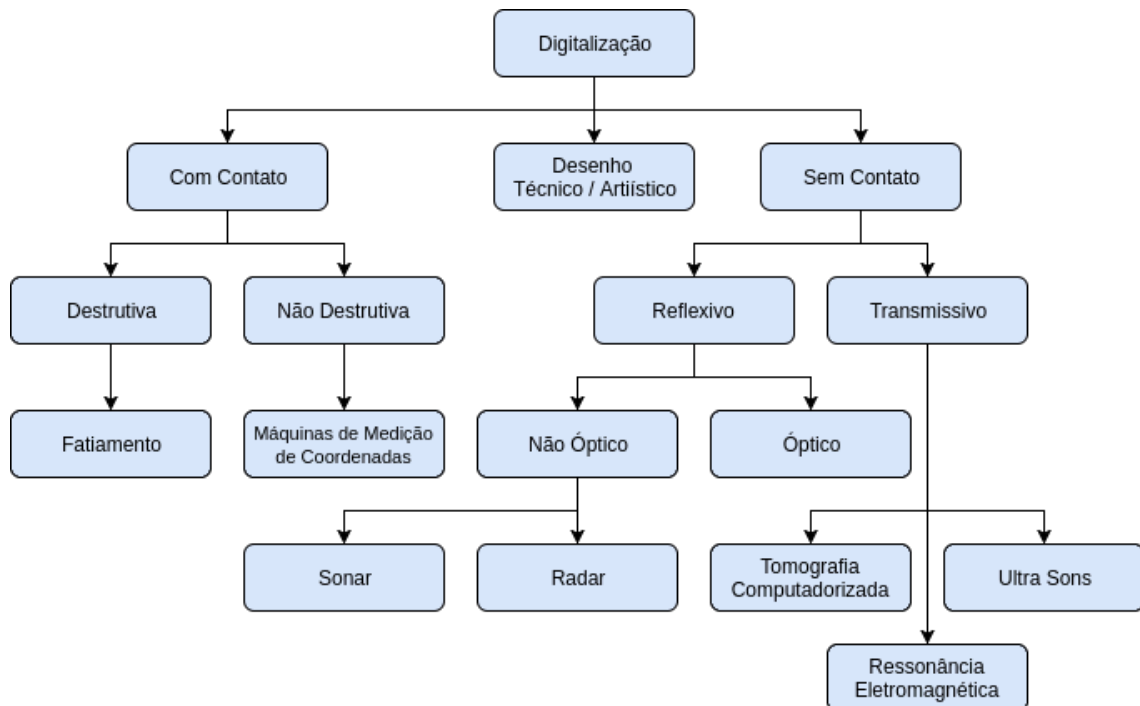 Digitalização
Com Contato
Desenho
Técnico / Artiístico
Sem Contato
Destrutiva
Não Destrutiva
Reflexivo
Transmissivo
Fatiamento
Máquinas de Medição
de Coordenadas
Não Óptico
Óptico
Sonar
Radar
Tomografia
Computadorizada
Ultra Sons
Ressonância
Eletromagnética